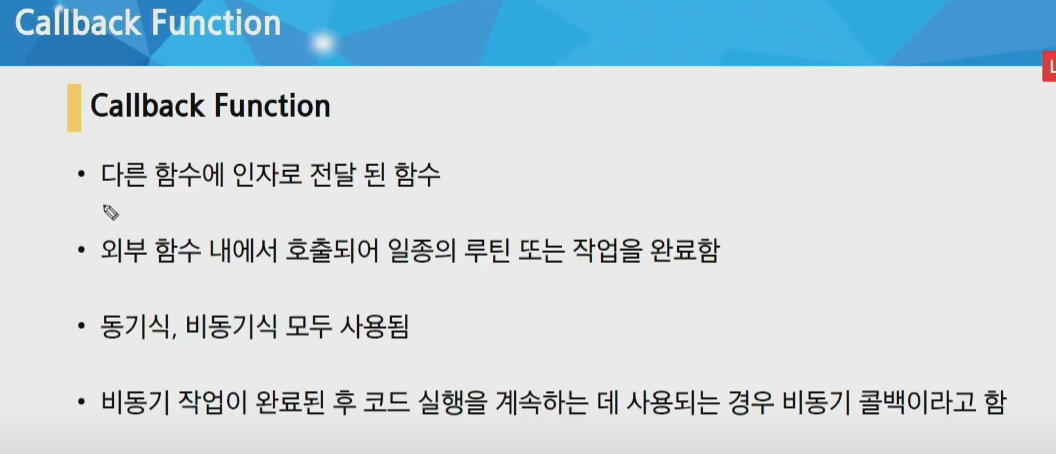 Callback Function
L
Callback Function
• 다른 함수에 인자로 전달 된 함수
• 외부 함수 내에서 호출되어 일종의 루틴 또는 작업을 완료함
• 동기식, 비동기식 모두 사용됨
• 비동기 작업이 완료된 후 코드 실행을 계속하는 데 사용되는 경우 비동기 콜백이라고 함